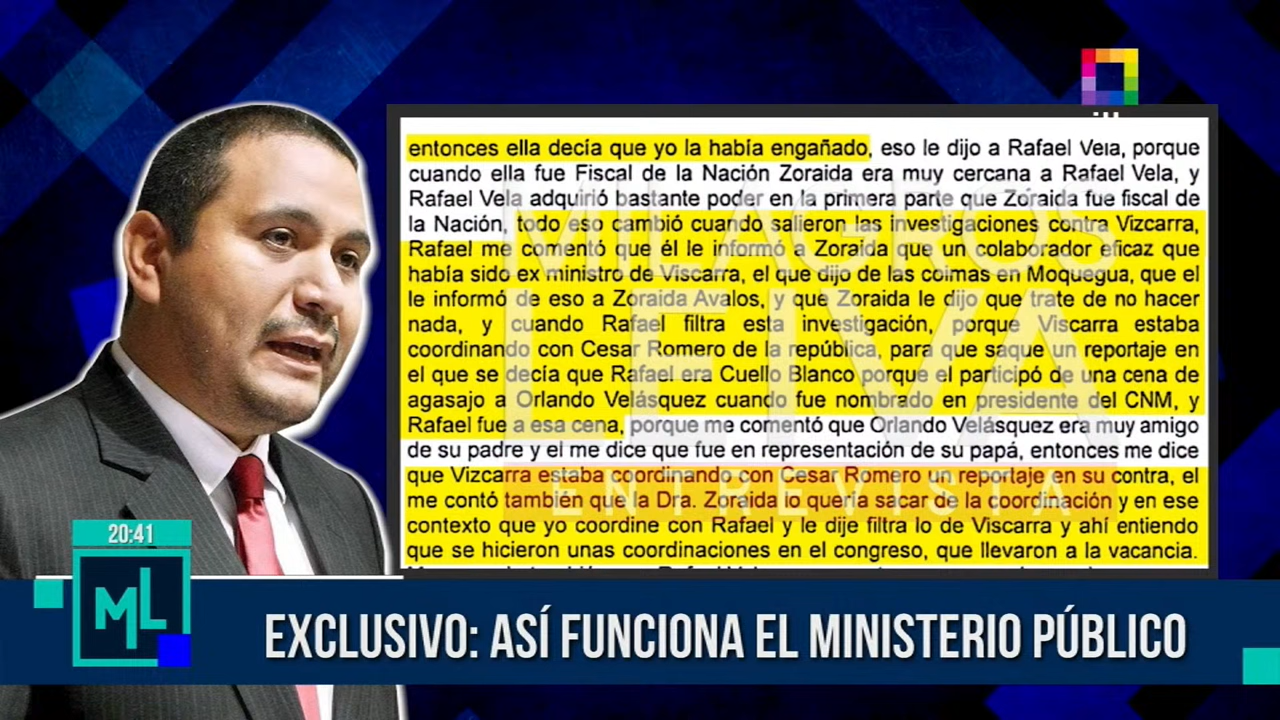 entonces ella decía que yo la había engañado, eso le dijo a Rafael Vela, porque
cuando ella fue Fiscal de la Nación Zoraida era muy cercana a Rafael Vela, y
Rafael Vela adquirió bastante poder en la primera parte que Zoraida fue fiscal de
la Nación, todo eso cambió cuando salieron las investigaciones contra Vizcarra,
Rafael me comentó que él le informó a Zoraida que un colaborador eficaz que
había sido ex ministro de Viscarra, el que dijo de las coimas en Moquegua, que el
le informó de eso a Zoraida Avalos, y que Zoraida le dijo que trate de no hacer
nada, y cuando Rafael filtra esta investigación, porque Viscarra estaba
coordinando con Cesar Romero de la república, para que saque un reportaje en
el que se decía que Rafael era Cuello Blanco porque el participó de una cena de
agasajo a Orlando Velásquez cuando fue nombrado en presidente del CNM, y
Rafael fue a esa cena, porque me comentó que Orlando Velásquez era muy amigo
de su padre y el me dice que fue en representación de su papá, entonces me dice
que Vizcarra estaba coordinando con Cesar Romero un reportaje en su contra, el
me contó también que la Dra. Zoraida lo quería sacar de la coordinación y en ese
contexto que yo coordine con Rafael y le dije filtra lo de Viscarra y ahí entiendo
que se hicieron unas coordinaciones en el congreso, que llevaron a la vacancia.
MILAGROS
LEIVA
ENTREVISTA
20:41
ML
EXCLUSIVO: ASÍ FUNCIONA EL MINISTERIO PÚBLICO